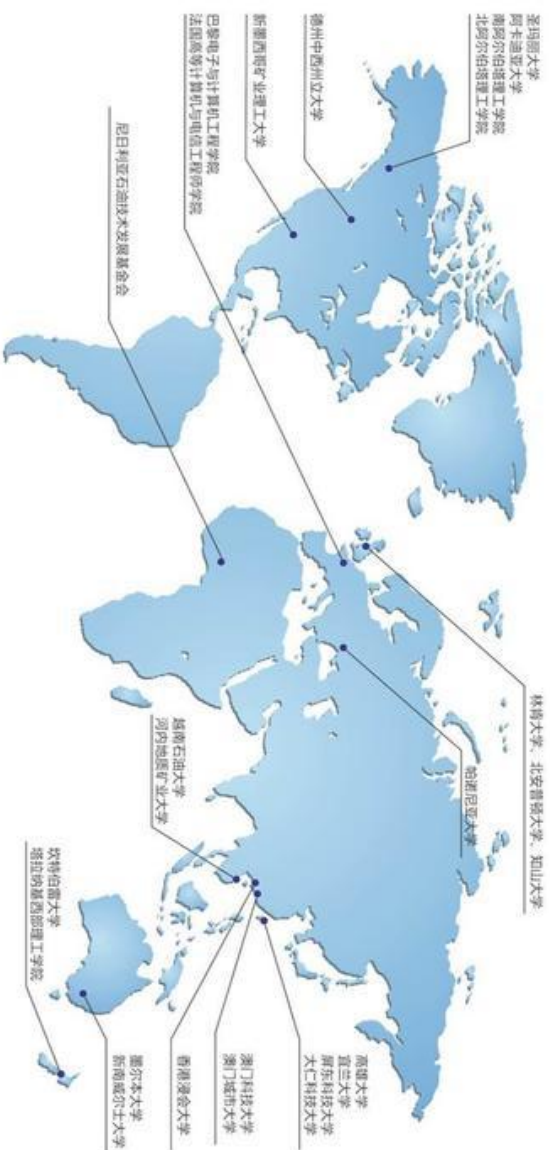 圣玛丽大学
阿卡迪亚大学
南阿尔伯塔理工学院
北阿尔伯塔理工学院
德州中西州立大学
新墨西哥矿业理工大学
巴黎电子与计算机工程学院
法国高等计算机与电信工程师学院
尼日利亚石油技术发展基金会
林肯大学、北安普顿大学、知山大学
帕诺尼亚大学
越南石油大学
河内地质矿业大学
高雄大学
宜兰大学
屏东科技大学
大仁科技大学
澳门科技大学
澳门城市大学
香港浸会大学
墨尔本大学
新南威尔士大学
坎特伯雷大学
塔拉纳基西部理工学院